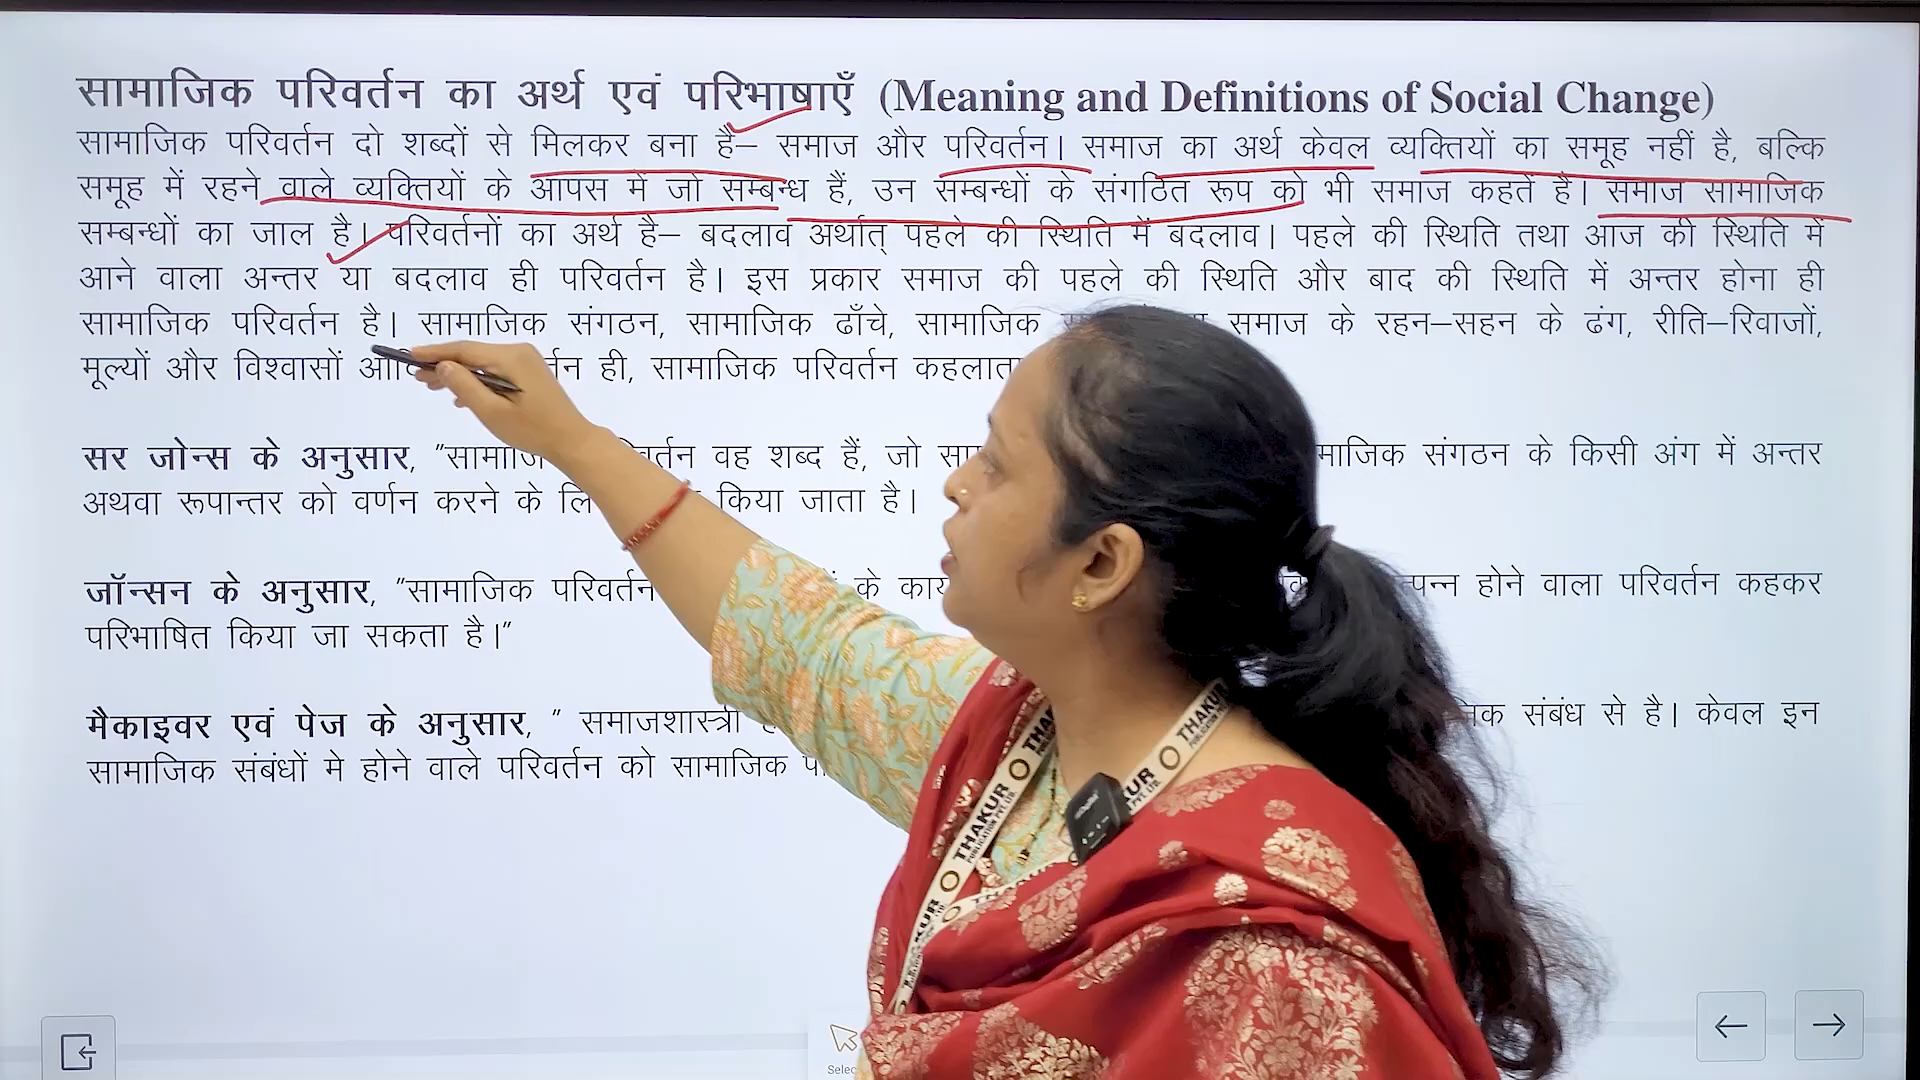 सामाजिक परिवर्तन का अर्थ एवं परिभाषाएँ (Meaning and Definitions of Social Change)
सामाजिक परिवर्तन दो शब्दों से मिलकर बना है– समाज और परिवर्तन। समाज का अर्थ केवल व्यक्तियों का समूह नहीं है, बल्कि
समूह में रहने वाले व्यक्तियों के आपस में जो सम्बन्ध हैं, उन सम्बन्धों के संगठित रूप को भी समाज कहतें है। समाज सामाजिक
सम्बन्धों का जाल है। परिवर्तनों का अर्थ है– बदलाव अर्थात् पहले की स्थिति में बदलाव। पहले की स्थिति तथा आज की स्थिति में
आने वाला अन्तर या बदलाव ही परिवर्तन है। इस प्रकार समाज की पहले की स्थिति और बाद की स्थिति में अन्तर होना ही
सामाजिक परिवर्तन है। सामाजिक संगठन, सामाजिक ढाँचे, सामाजिक समाज के रहन–सहन के ढंग, रीति–रिवाजों,
मूल्यों और विश्वासों ही, सामाजिक परिवर्तन
सर जोन्स के अनुसार, "सामाजि वह शब्द हैं, जो संगठन के किसी अंग में अन्तर
अथवा रूपान्तर को वर्णन करने के किया जाता है।
जॉन्सन के अनुसार, "सामाजिक परिवर्तन के होने वाला परिवर्तन कहकर
परिभाषित किया जा सकता है।"
मैकाइवर एवं पेज के अनुसार, " समाजशास्त्री संबंध से है। केवल इन
सामाजिक संबंधों मे होने वाले परिवर्तन को सामाजिक
THAKUR
PUBLICATION PVT. LTD.
THAKUR